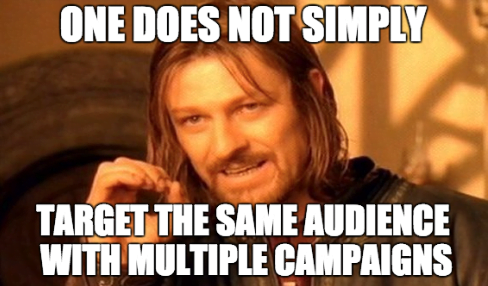 ONE DOES NOT SIMPLY
TARGET THE SAME AUDIENCE
WITH MULTIPLE CAMPAIGNS